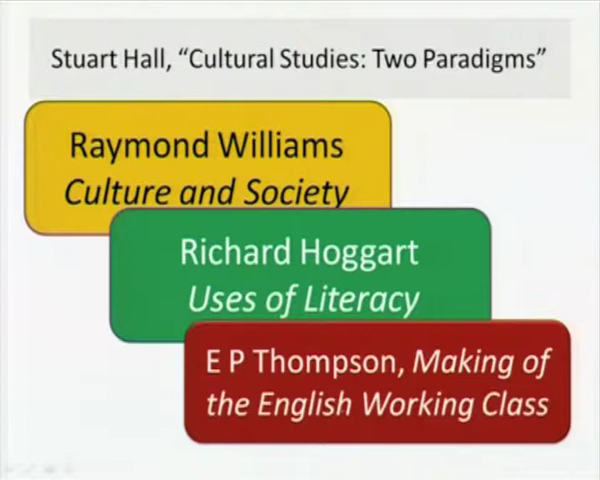 Stuart Hall, “Cultural Studies: Two Paradigms”
Raymond Williams
Culture and Society
Richard Hoggart
Uses of Literacy
E P Thompson, Making of
the English Working Class